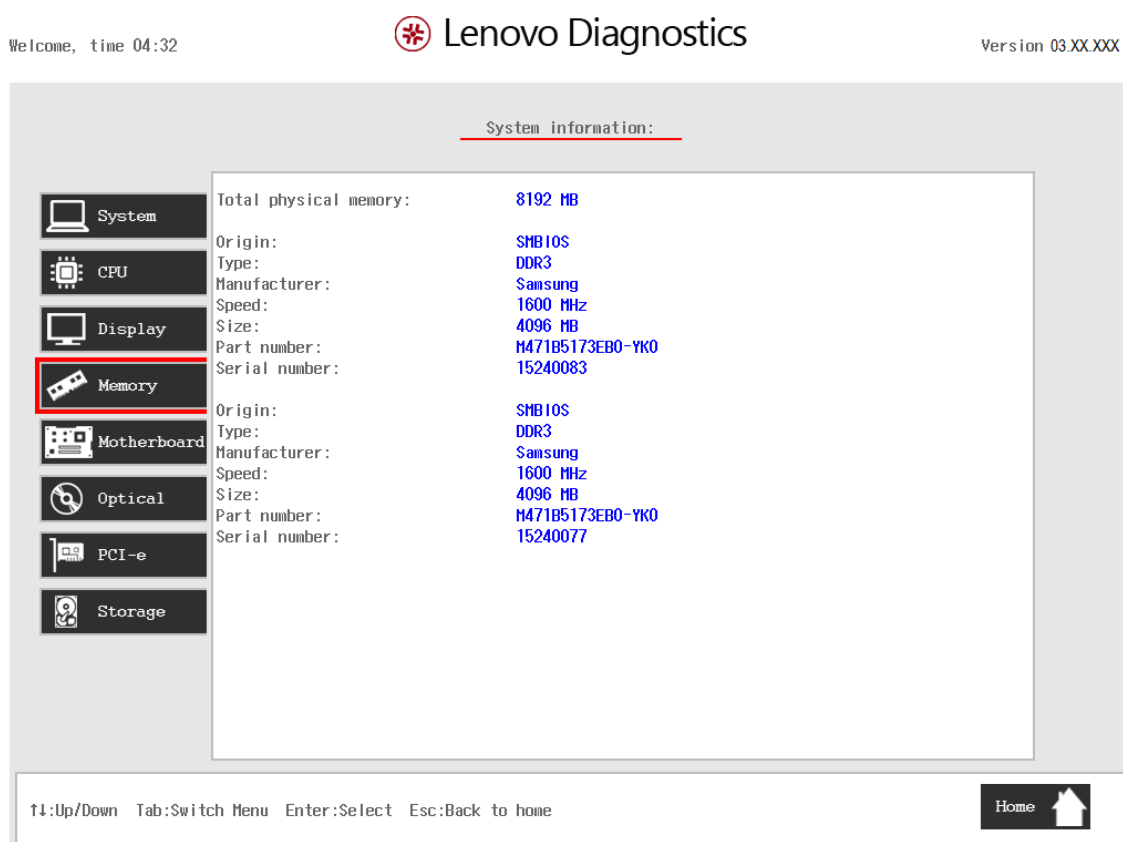 Welcome, time 04:32
Lenovo Diagnostics
Version 03.XX.XXX
System information:
System
CPU
Display
Memory
Motherboard
Optical
PCI-e
Storage
Total physical memory: 8192 MB
Origin: SMBIOS
Type: DDR3
Manufacturer: Samsung
Speed: 1600 MHz
Size: 4096 MB
Part number: M471B5173EB0-YK0
Serial number: 15240083
Origin: SMBIOS
Type: DDR3
Manufacturer: Samsung
Speed: 1600 MHz
Size: 4096 MB
Part number: M471B5173EB0-YK0
Serial number: 15240077
↑↓:Up/Down Tab:Switch Menu Enter:Select Esc:Back to home
Home